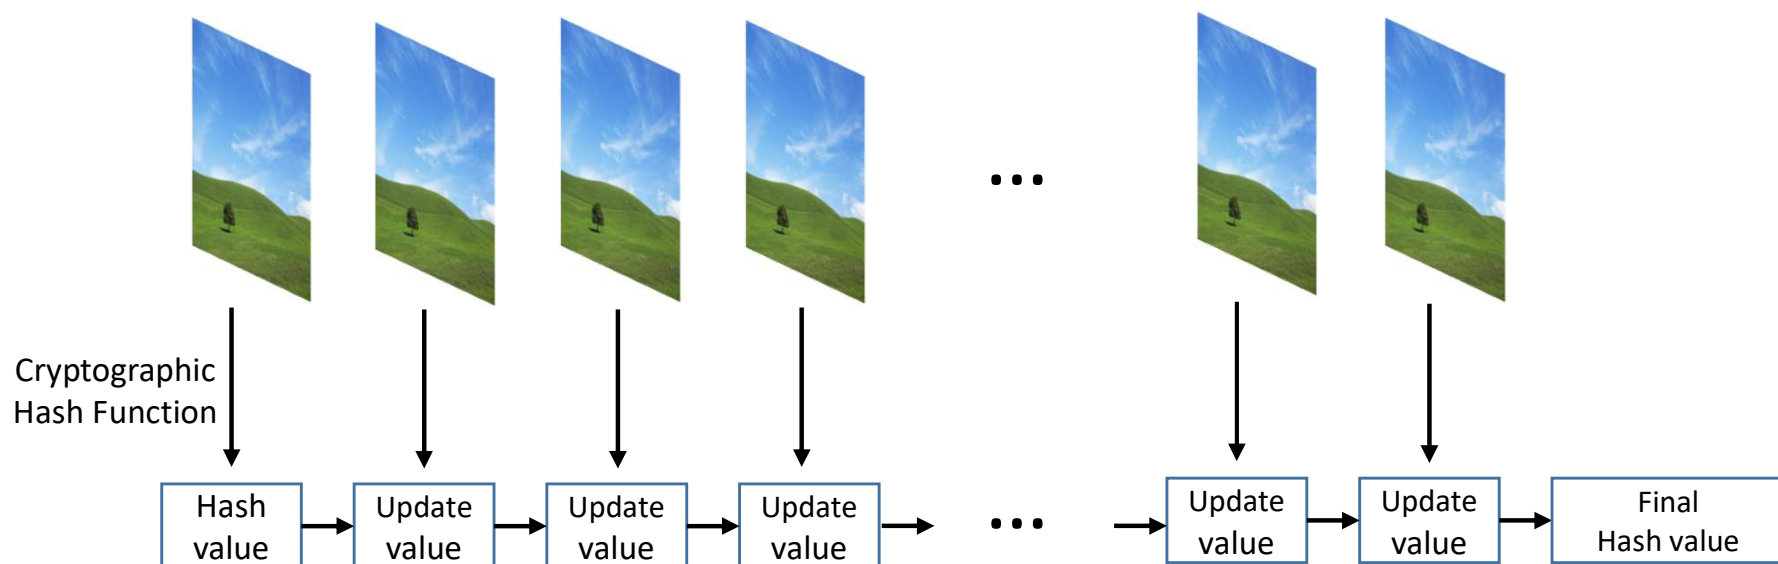 Cryptographic
Hash Function
Hash
value
Update
value
Update
value
Update
value
...
...
Update
value
Update
value
Final
Hash value